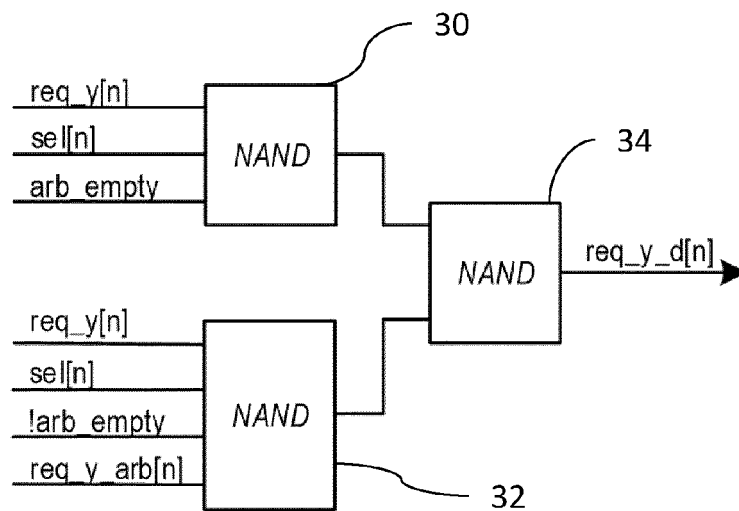 30
req_y[n]
sel[n]
arb_empty
NAND
34
NAND
req_y_d[n]
req_y[n]
sel[n]
!arb_empty
req_y_arb[n]
NAND
32